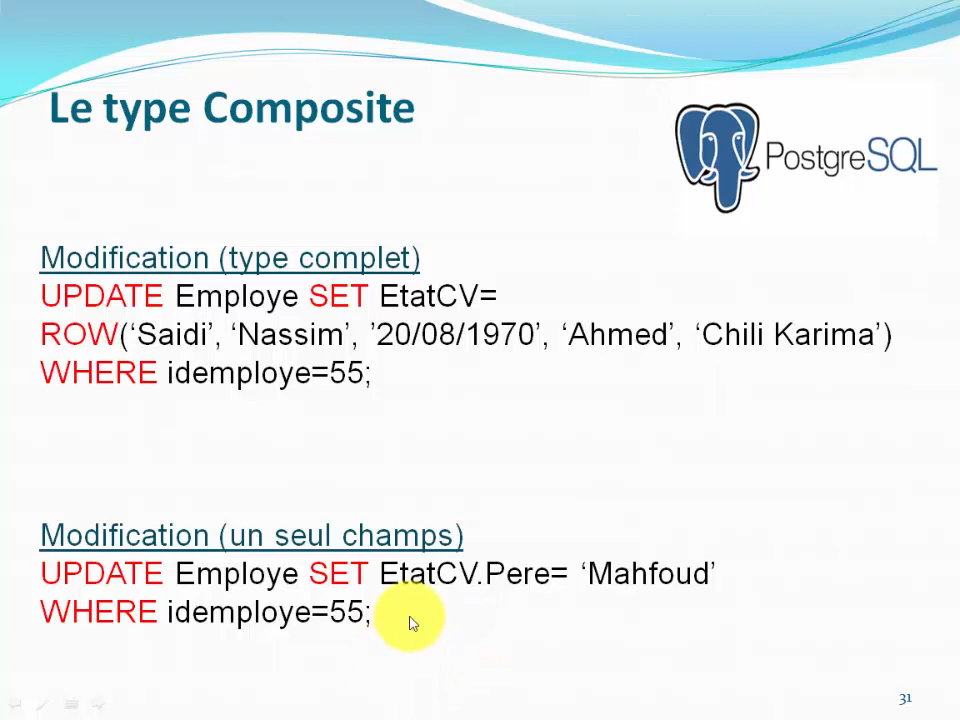 Le type Composite
PostgreSQL
Modification (type complet)
UPDATE Employe SET EtatCV=
ROW(‘Saidi’, ‘Nassim’, ’20/08/1970’, ‘Ahmed’, ‘Chili Karima’)
WHERE idemploye=55;
Modification (un seul champs)
UPDATE Employe SET EtatCV.Pere= ‘Mahfoud’
WHERE idemploye=55;
31